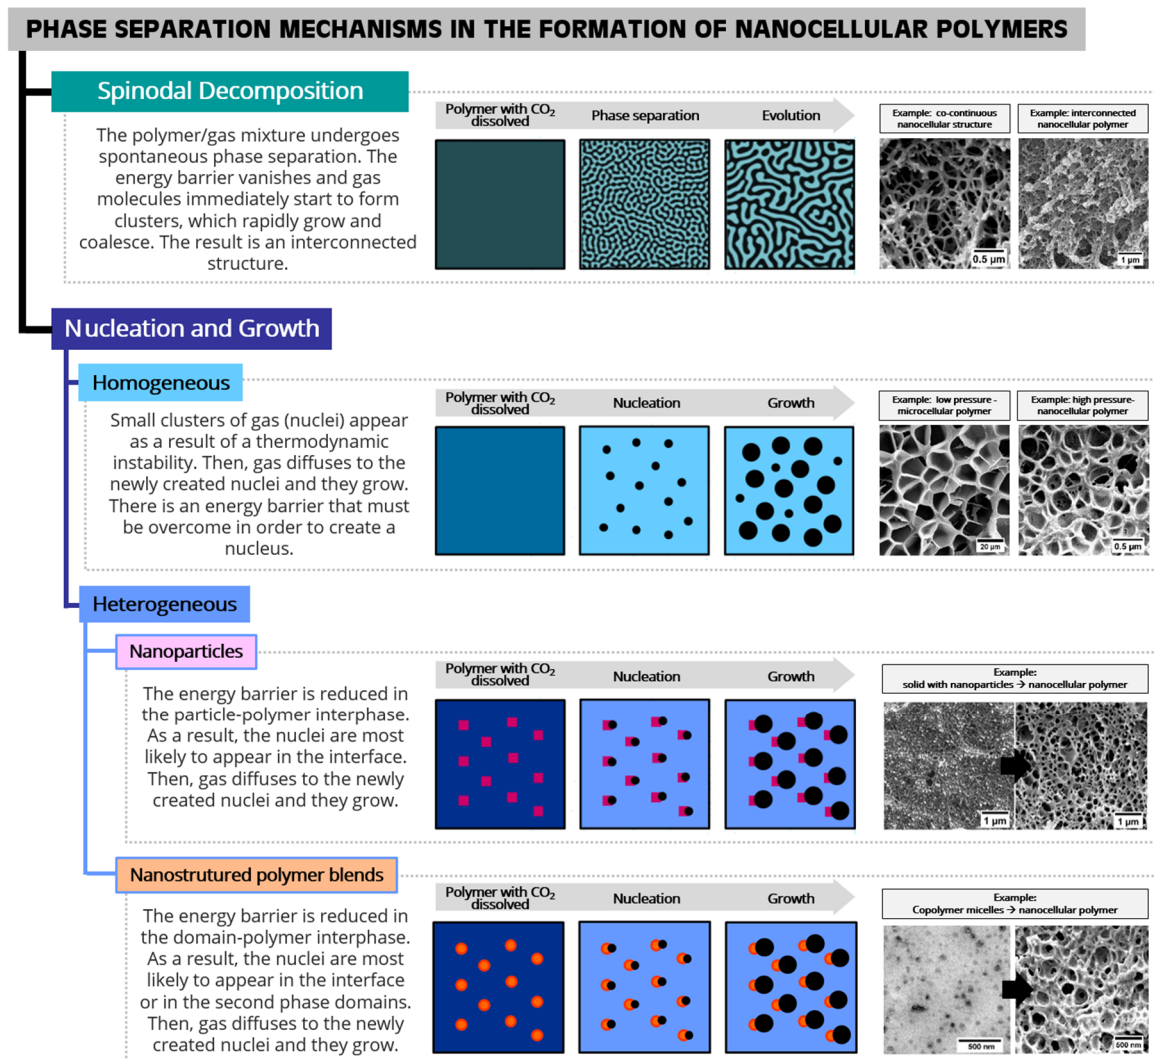 PHASE SEPARATION MECHANISMS IN THE FORMATION OF NANOCELLULAR POLYMERS
Spinodal Decomposition
The polymer/gas mixture undergoes
spontaneous phase separation. The
energy barrier vanishes and gas
molecules immediately start to form
clusters, which rapidly grow and
coalesce. The result is an interconnected
structure.
Polymer with CO₂
dissolved
Phase separation
Evolution
Example: co-continuous
nanocellular structure
Example: interconnected
nanocellular polymer
0.5 μm
1 μm
Nucleation and Growth
Homogeneous
Small clusters of gas (nuclei) appear
as a result of a thermodynamic
instability. Then, gas diffuses to the
newly created nuclei and they grow.
There is an energy barrier that must
be overcome in order to create a
nucleus.
Polymer with CO₂
dissolved
Nucleation
Growth
Example: low pressure -
microcellular polymer
Example: high pressure-
nanocellular polymer
20 μm
0.5 μm
Heterogeneous
Nanoparticles
The energy barrier is reduced in
the particle-polymer interphase.
As a result, the nuclei are most
likely to appear in the interface.
Then, gas diffuses to the newly
created nuclei and they grow.
Polymer with CO₂
dissolved
Nucleation
Growth
Example:
solid with nanoparticles → nanocellular polymer
1 μm
1 μm
Nanostrutured polymer blends
The energy barrier is reduced in
the domain-polymer interphase.
As a result, the nuclei are most
likely to appear in the interface
or in the second phase domains.
Then, gas diffuses to the newly
created nuclei and they grow.
Polymer with CO₂
dissolved
Nucleation
Growth
Example:
Copolymer micelles → nanocellular polymer
500 nm
500 nm